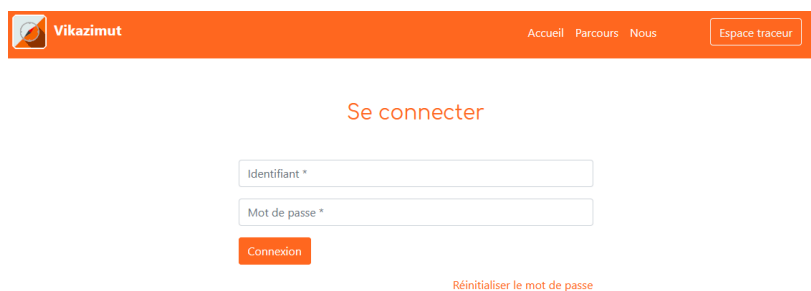 Vikazimut Accueil Parcours Nous Espace traceur
Se connecter
Identifiant *
Mot de passe *
Connexion
Réinitialiser le mot de passe